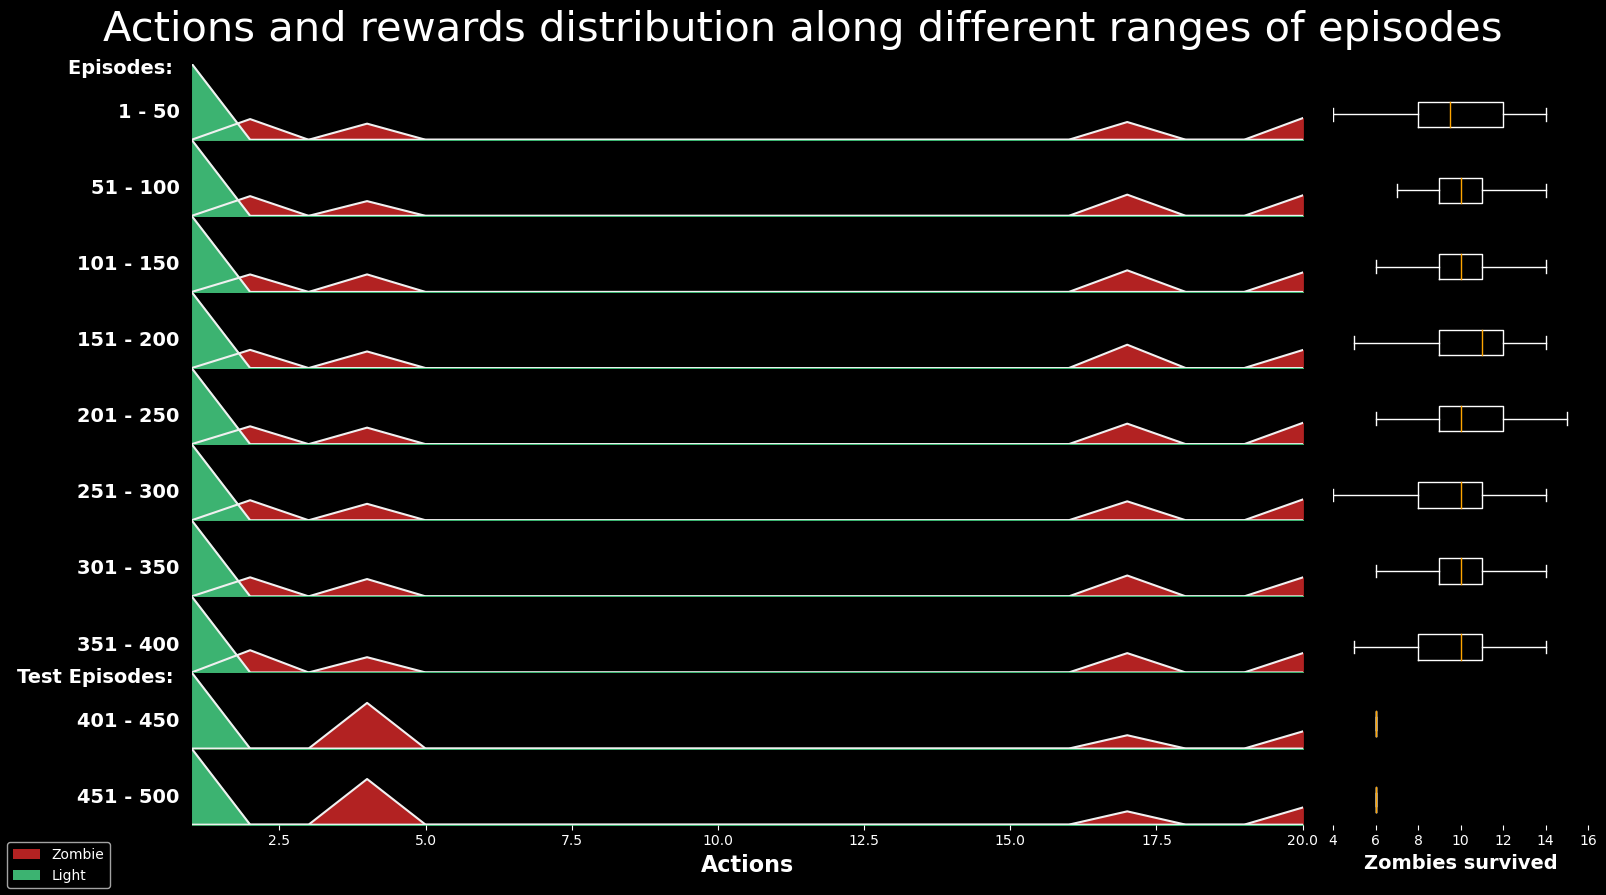 Actions and rewards distribution along different ranges of episodes
Episodes:
1 - 50
51 - 100
101 - 150
151 - 200
201 - 250
251 - 300
301 - 350
351 - 400
Test Episodes:
401 - 450
451 - 500
2.5 5.0 7.5 10.0 12.5 15.0 17.5 20.0 4 6 8 10 12 14 16
Actions
Zombies survived
Zombie
Light